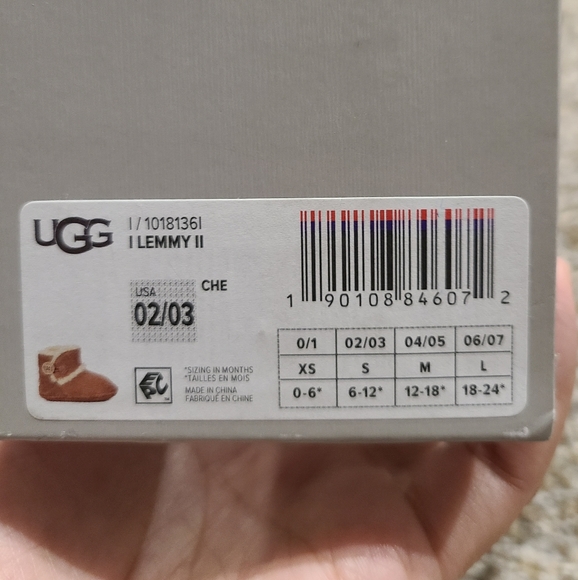 UGG
I / 1018136I
I LEMMY II
USA
02/03
CHE
1 90108 84607 2
0/1 02/03 04/05 06/07
XS S M L
0-6* 6-12* 12-18* 18-24*
*SIZING IN MONTHS
*TAILLES EN MOIS
MADE IN CHINA
FABRIQUÉ EN CHINE
EPC